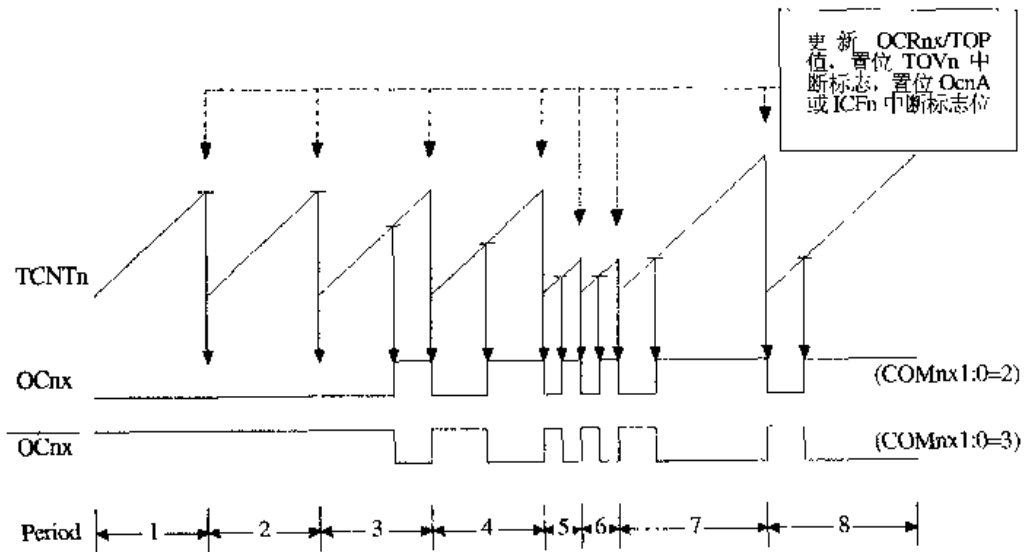 更 新 OCRnx/TOP
值, 置位 TOVn 中
断标志, 置位 OcnA
或 ICFn 中断标志位
TCNTn
OCnx
(COMnx1:0=2)
OCnx
(COMnx1:0=3)
Period 1 2 3 4 5 6 7 8